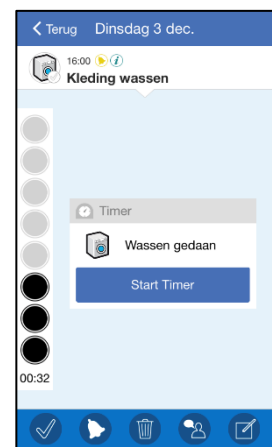 Terug Dinsdag 3 dec.
16:00
Kleding wassen
Timer
Wassen gedaan
Start Timer
00:32